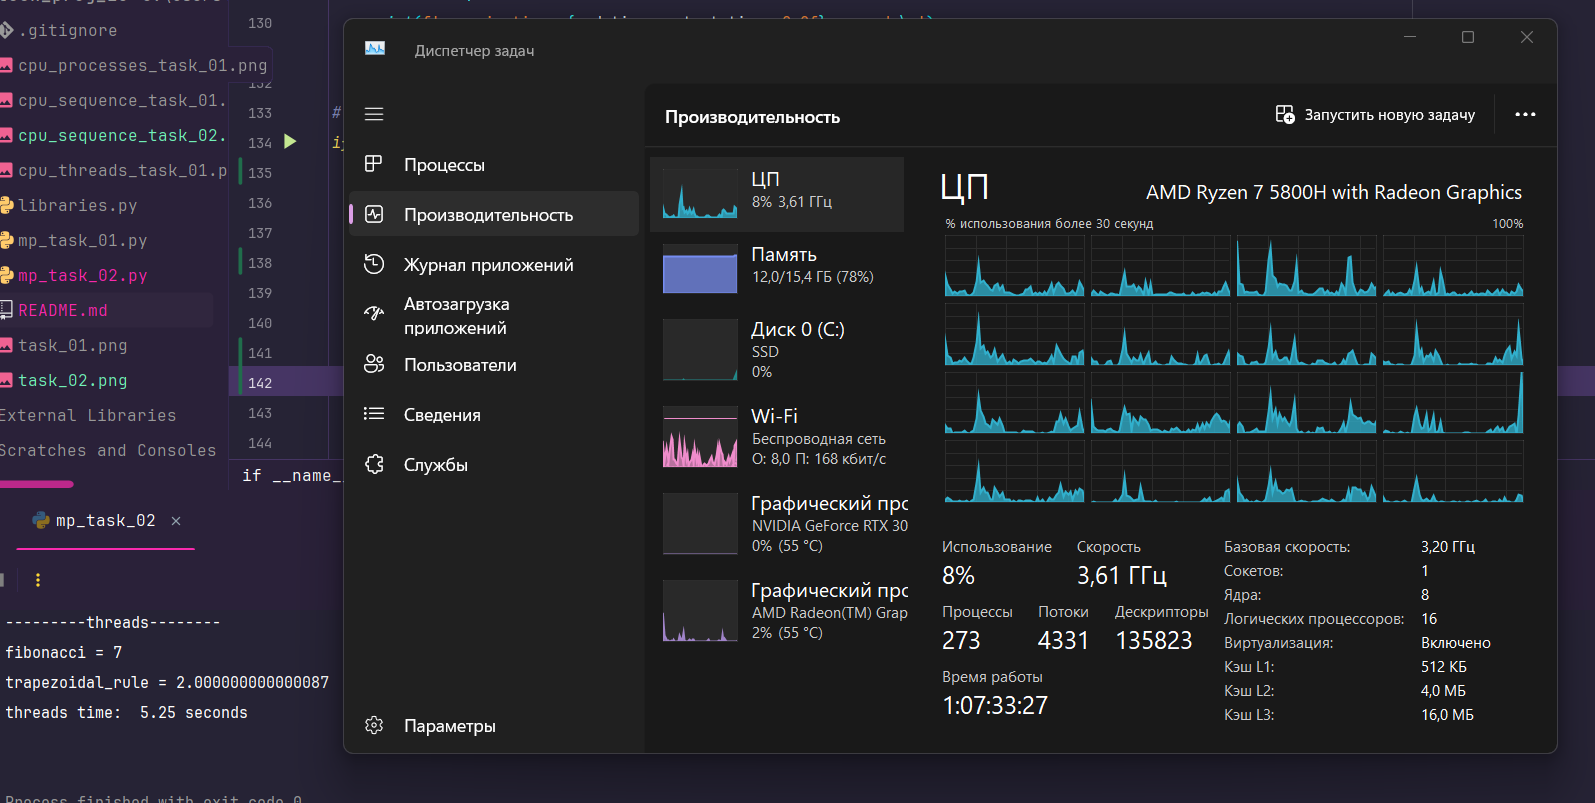 .gitignore
cpu_processes_task_01.png
cpu_sequence_task_01.
cpu_sequence_task_02.
cpu_threads_task_01.p
libraries.py
mp_task_01.py
mp_task_02.py
README.md
task_01.png
task_02.png
External Libraries
Scratches and Consoles
130
132
133
134
135
136
137
138
139
140
141
142
143
144
#
if __name_
mp_task_02
---------threads--------
fibonacci = 7
trapezoidal_rule = 2.000000000000087
threads time:  5.25 seconds
Process finished with exit code 0
Диспетчер задач
Процессы
Производительность
Журнал приложений
Автозагрузка
приложений
Пользователи
Сведения
Службы
Параметры
Производительность
Запустить новую задачу
ЦП
8% 3,61 ГГц
Память
12,0/15,4 ГБ (78%)
Диск 0 (C:)
SSD
0%
Wi-Fi
Беспроводная сеть
О: 8,0 П: 168 кбит/с
Графический про
NVIDIA GeForce RTX 30
0% (55 °C)
Графический про
AMD Radeon(TM) Grap
2% (55 °C)
ЦП
AMD Ryzen 7 5800H with Radeon Graphics
% использования более 30 секунд
100%
Использование
8%
Скорость
3,61 ГГц
Процессы
273
Потоки
4331
Дескрипторы
135823
Время работы
1:07:33:27
Базовая скорость: 3,20 ГГц
Сокетов: 1
Ядра: 8
Логических процессоров: 16
Виртуализация: Включено
Кэш L1: 512 КБ
Кэш L2: 4,0 МБ
Кэш L3: 16,0 МБ